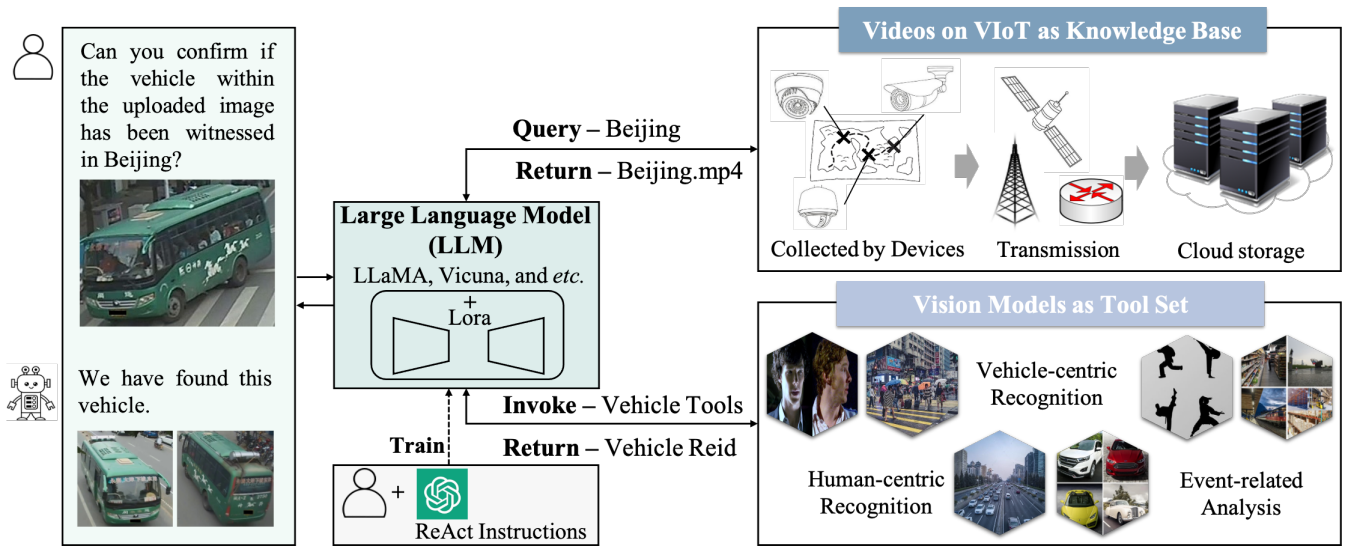 Can you confirm if
the vehicle within
the uploaded image
has been witnessed
in Beijing?
We have found this
vehicle.
Query – Beijing
Return – Beijing.mp4
Large Language Model
(LLM)
LLaMA, Vicuna, and etc.
+
Lora
Train
+
ReAct Instructions
Invoke – Vehicle Tools
Return – Vehicle Reid
Videos on VIoT as Knowledge Base
Collected by Devices
Transmission
Cloud storage
Vision Models as Tool Set
Vehicle-centric
Recognition
Human-centric
Recognition
Event-related
Analysis